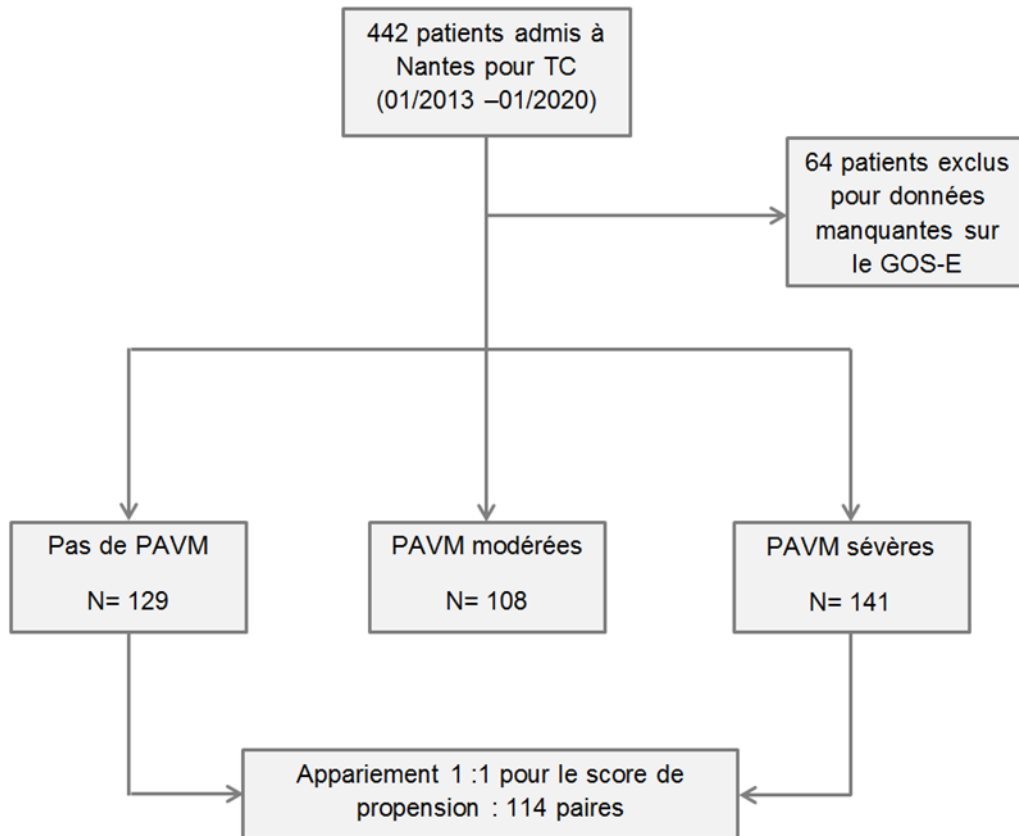 442 patients admis à
Nantes pour TC
(01/2013 –01/2020)
64 patients exclus
pour données
manquantes sur
le GOS-E
Pas de PAVM
N= 129
PAVM modérées
N= 108
PAVM sévères
N= 141
Appariement 1 :1 pour le score de
propension : 114 paires